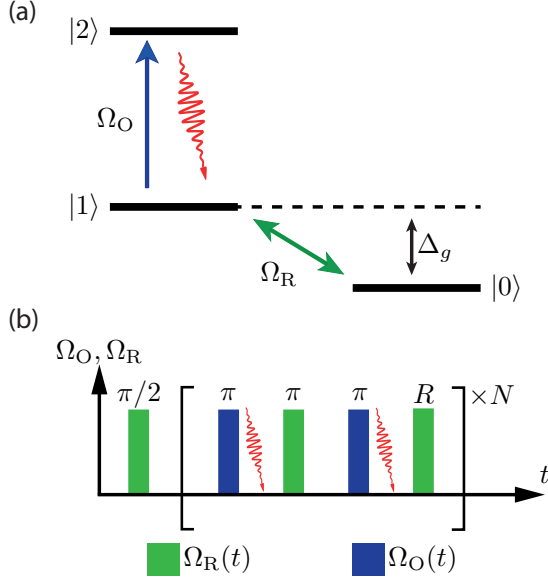 (a)
|2⟩
Ω_O
|1⟩
Δ_g
Ω_R
|0⟩
(b)
Ω_O, Ω_R
π/2 π π π R ×N
t
Ω_R(t) Ω_O(t)